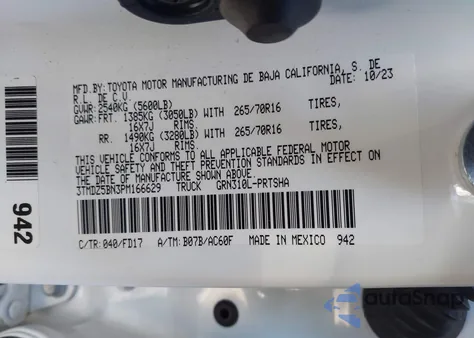 MFD.BY:TOYOTA MOTOR MANUFACTURING DE BAJA CALIFORNIA, S. DE
R.L. DE C.V. DATE: 10/23
GVWR:2540KG (5600LB)
GAWR:FRT. 1385KG (3050LB) WITH 265/70R16 TIRES,
16X7J RIMS.
RR. 1490KG (3280LB) WITH 265/70R16 TIRES,
16X7J RIMS.
THIS VEHICLE CONFORMS TO ALL APPLICABLE FEDERAL MOTOR
VEHICLE SAFETY AND THEFT PREVENTION STANDARDS IN EFFECT ON
THE DATE OF MANUFACTURE SHOWN ABOVE.
3TMDZ5BN3PM166629 TRUCK GRN310L-PRTSHA
C/TR:040/FD17 A/TM:B07B/AC60F MADE IN MEXICO 942
942
autoSnap